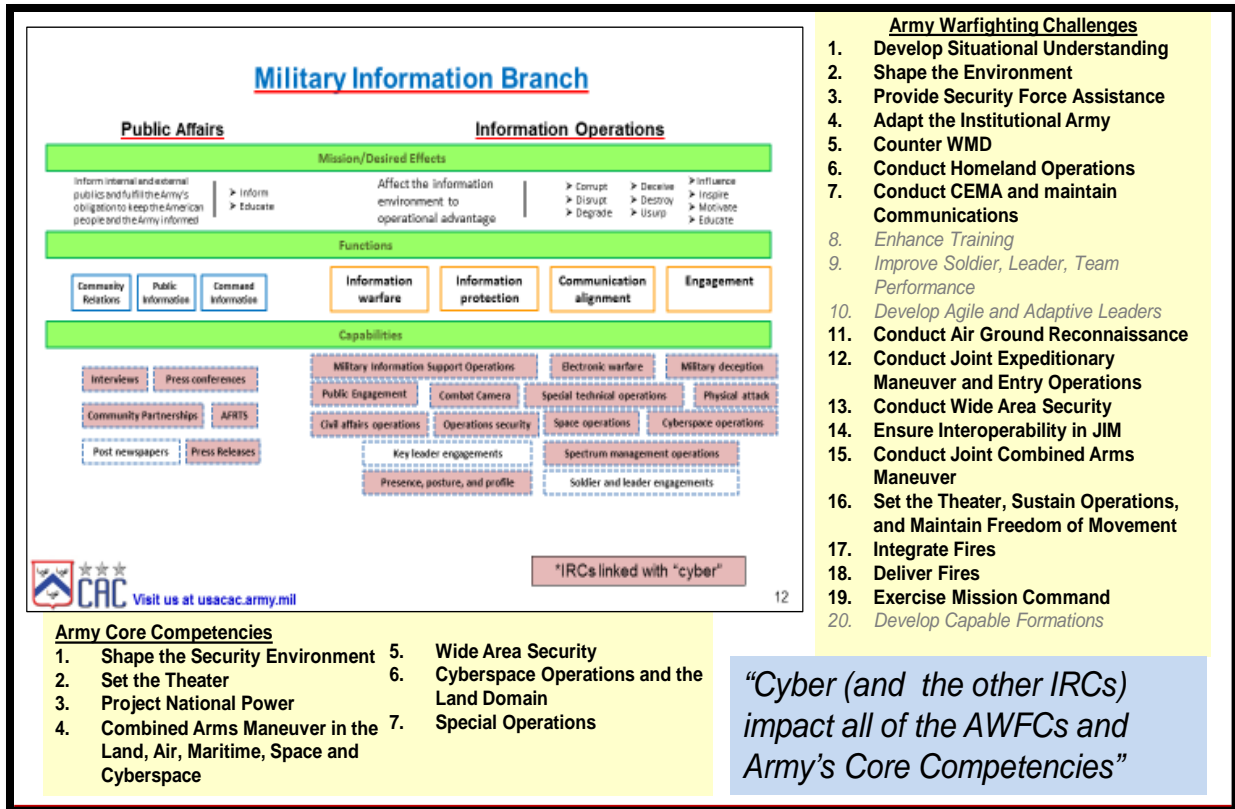 Military Information Branch
Public Affairs
Information Operations
Mission/Desired Effects
Inform internal and external
publics and fulfill the Army's
obligation to keep the American
people and the Army informed
➢ Inform
➢ Educate
Affect the information
environment to
operational advantage
➢ Corrupt
➢ Disrupt
➢ Degrade
➢ Deceive
➢ Destroy
➢ Usurp
➢ Influence
➢ Inspire
➢ Motivate
➢ Educate
Functions
Community
Relations
Public
Information
Command
Information
Information
warfare
Information
protection
Communication
alignment
Engagement
Capabilities
Interviews
Press conferences
Community Partnerships
AFRTS
Post newspapers
Press Releases
Military Information Support Operations
Electronic warfare
Military deception
Public Engagement
Combat Camera
Special technical operations
Physical attack
Civil affairs operations
Operations security
Space operations
Cyberspace operations
Key leader engagements
Spectrum management operations
Presence, posture, and profile
Soldier and leader engagements
*IRCs linked with "cyber"
CAC
Visit us at usacac.army.mil
12
Army Warfighting Challenges
1. Develop Situational Understanding
2. Shape the Environment
3. Provide Security Force Assistance
4. Adapt the Institutional Army
5. Counter WMD
6. Conduct Homeland Operations
7. Conduct CEMA and maintain
Communications
8. Enhance Training
9. Improve Soldier, Leader, Team
Performance
10. Develop Agile and Adaptive Leaders
11. Conduct Air Ground Reconnaissance
12. Conduct Joint Expeditionary
Maneuver and Entry Operations
13. Conduct Wide Area Security
14. Ensure Interoperability in JIM
15. Conduct Joint Combined Arms
Maneuver
16. Set the Theater, Sustain Operations,
and Maintain Freedom of Movement
17. Integrate Fires
18. Deliver Fires
19. Exercise Mission Command
20. Develop Capable Formations
Army Core Competencies
1. Shape the Security Environment
2. Set the Theater
3. Project National Power
4. Combined Arms Maneuver in the
Land, Air, Maritime, Space and
Cyberspace
5. Wide Area Security
6. Cyberspace Operations and the
Land Domain
7. Special Operations
“Cyber (and the other IRCs)
impact all of the AWFCs and
Army’s Core Competencies”